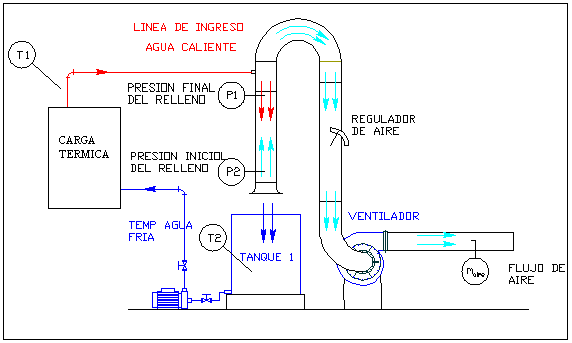 LINEA DE INGRESO
AGUA CALIENTE
T1
PRESION FINAL
DEL RELLENO
P1
REGULADOR
DE AIRE
CARGA
TERMICA
PRESION INICIOL
DEL RELLENO
P2
TEMP AGUA
FRIA
T2
TANQUE 1
VENTILADOR
Maire
FLUJO DE
AIRE